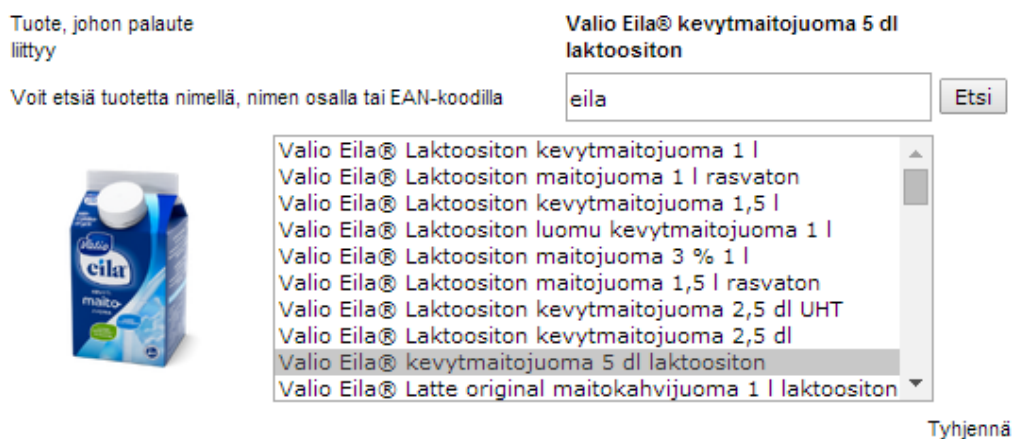 Tuote, johon palaute
liittyy
Valio Eila® kevytmaitojuoma 5 dl
laktoositon
Voit etsiä tuotetta nimellä, nimen osalla tai EAN-koodilla
eila
Etsi
Valio Eila® Laktoositon kevytmaitojuoma 1 l
Valio Eila® Laktoositon maitojuoma 1 l rasvaton
Valio Eila® Laktoositon kevytmaitojuoma 1,5 l
Valio Eila® Laktoositon luomu kevytmaitojuoma 1 l
Valio Eila® Laktoositon maitojuoma 3 % 1 l
Valio Eila® Laktoositon maitojuoma 1,5 l rasvaton
Valio Eila® Laktoositon kevytmaitojuoma 2,5 dl UHT
Valio Eila® Laktoositon kevytmaitojuoma 2,5 dl
Valio Eila® kevytmaitojuoma 5 dl laktoositon
Valio Eila® Latte original maitokahvijuoma 1 l laktoositon
Valio
eila
maito-
Tyhjennä